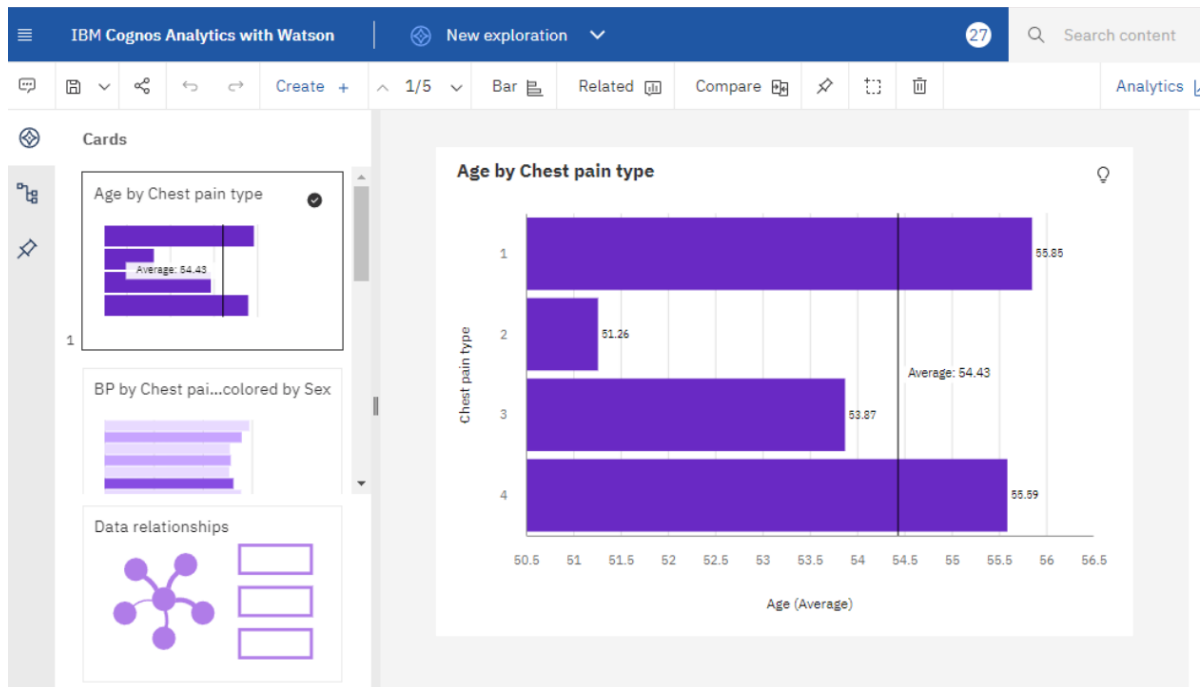 IBM Cognos Analytics with Watson
New exploration
27
Search content
Create +
1/5
Bar
Related
Compare
Analytics
Cards
Age by Chest pain type
Average: 54.43
1
BP by Chest pai...colored by Sex
Data relationships
Age by Chest pain type
Chest pain type
1
55.85
2
51.26
Average: 54.43
3
53.87
4
55.59
50.5 51 51.5 52 52.5 53 53.5 54 54.5 55 55.5 56 56.5
Age (Average)